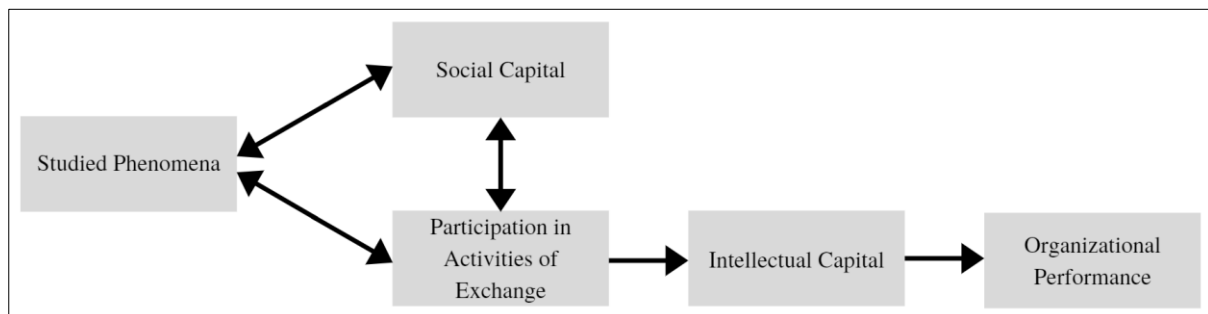 Social Capital
Studied Phenomena
Participation in
Activities of
Exchange
Intellectual Capital
Organizational
Performance